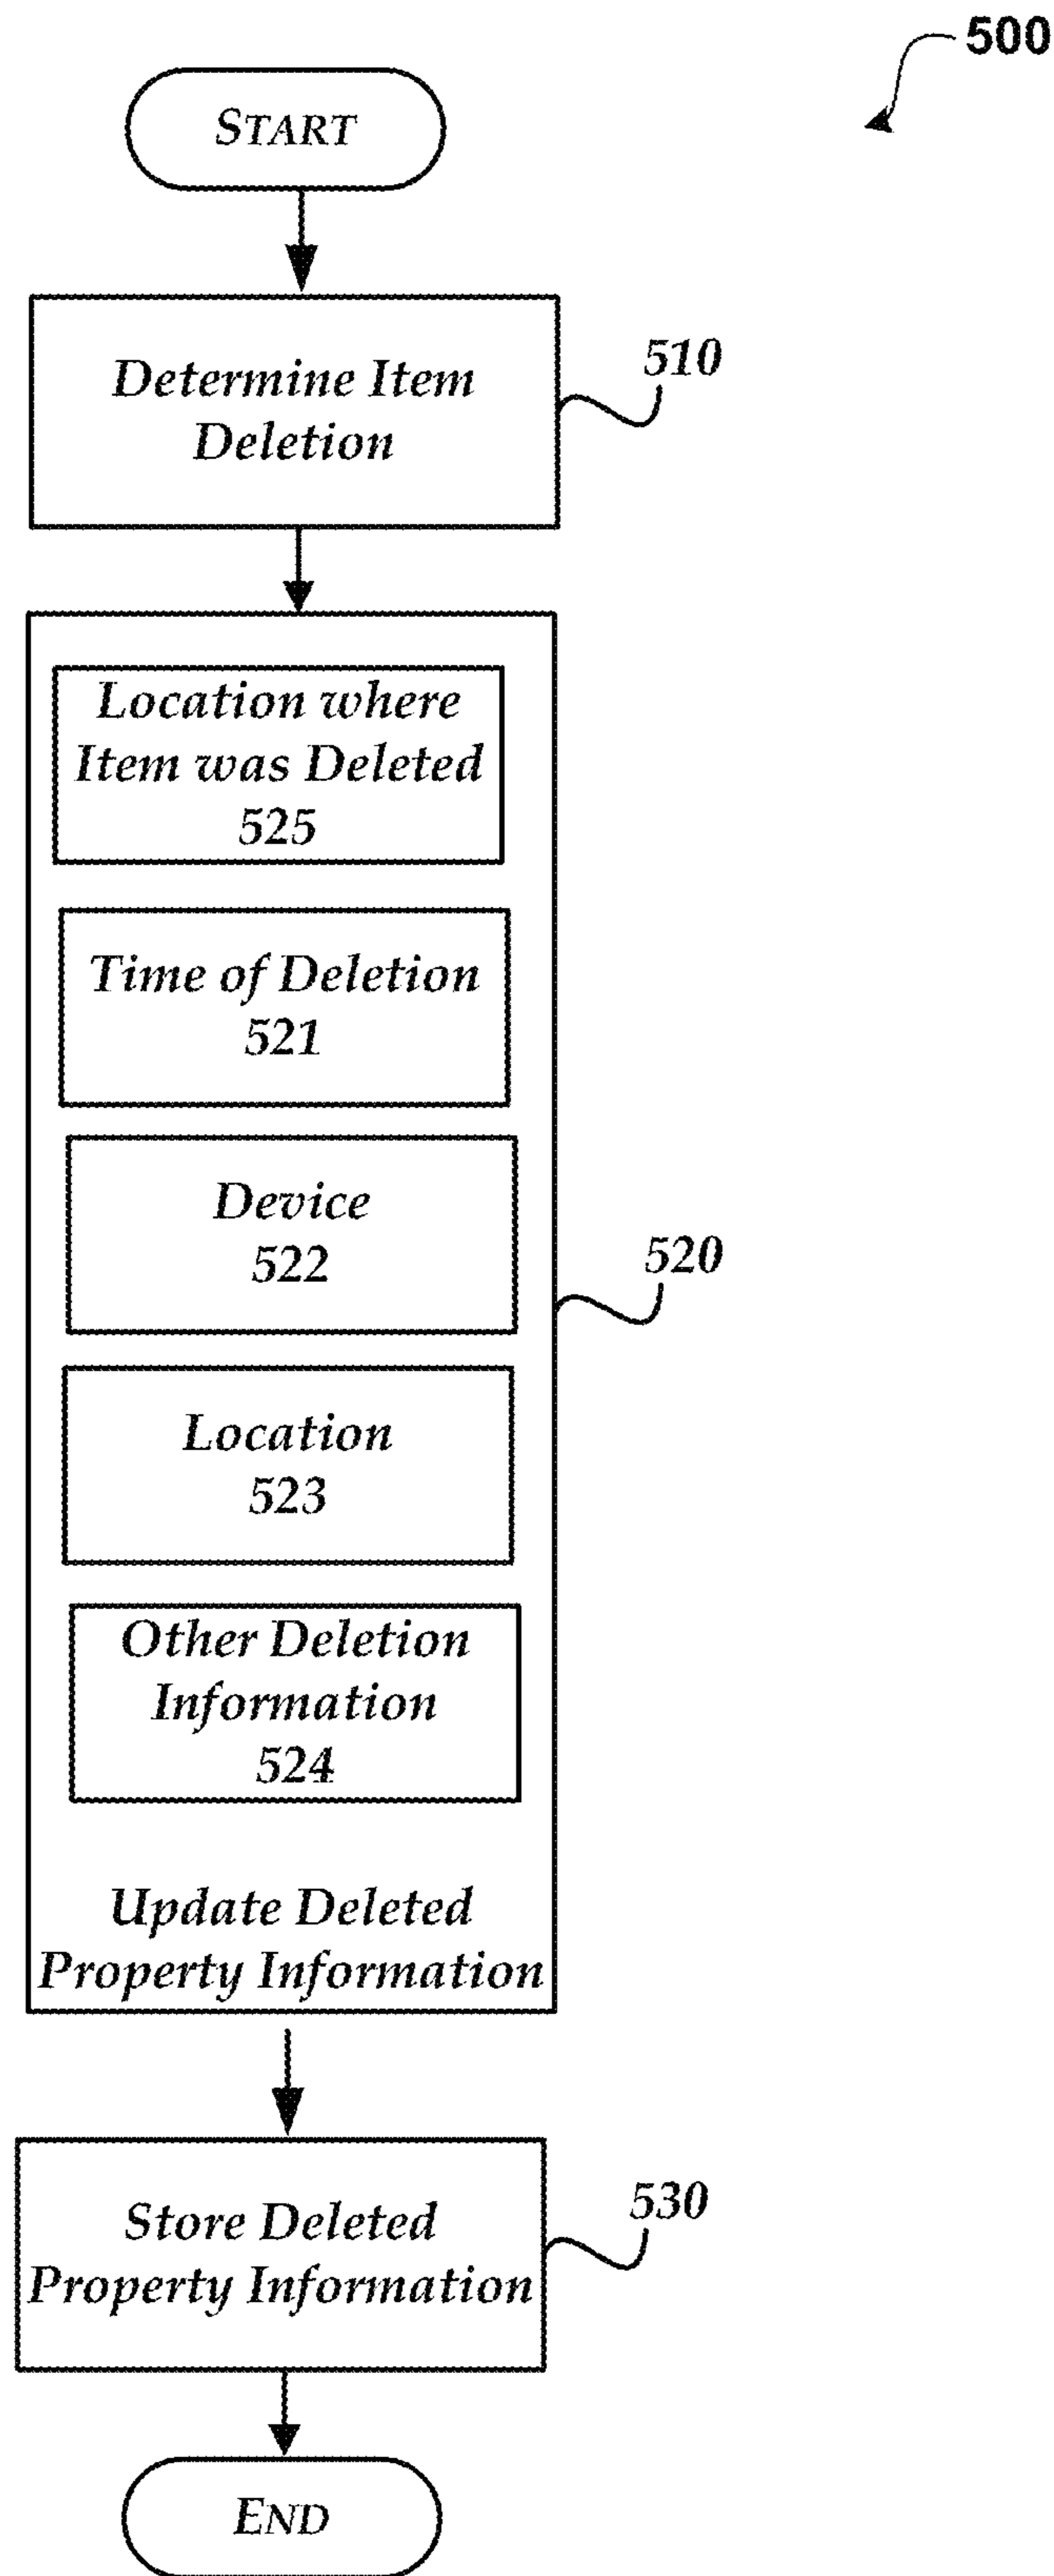 500
START
Determine Item
Deletion
510
Location where
Item was Deleted
525
Time of Deletion
521
Device
522
520
Location
523
Other Deletion
Information
524
Update Deleted
Property Information
Store Deleted
Property Information
530
END